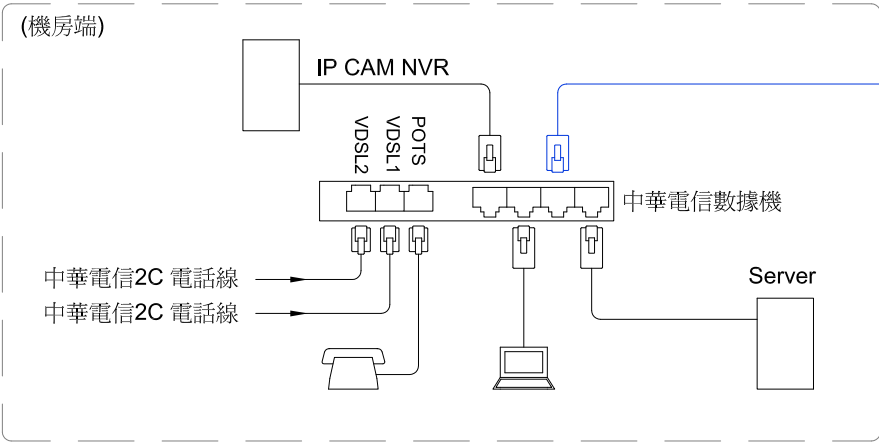 (機房端)
IP CAM NVR
VDSL2
VDSL1
POTS
中華電信數據機
中華電信2C 電話線
中華電信2C 電話線
Server